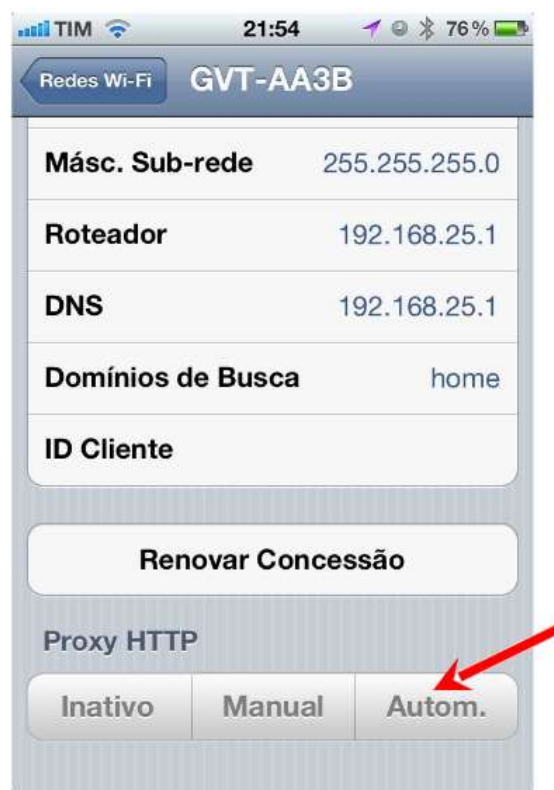 TIM 21:54 76%
Redes Wi-Fi GVT-AA3B
Másc. Sub-rede 255.255.255.0
Roteador 192.168.25.1
DNS 192.168.25.1
Domínios de Busca home
ID Cliente
Renovar Concessão
Proxy HTTP
Inativo Manual Autom.